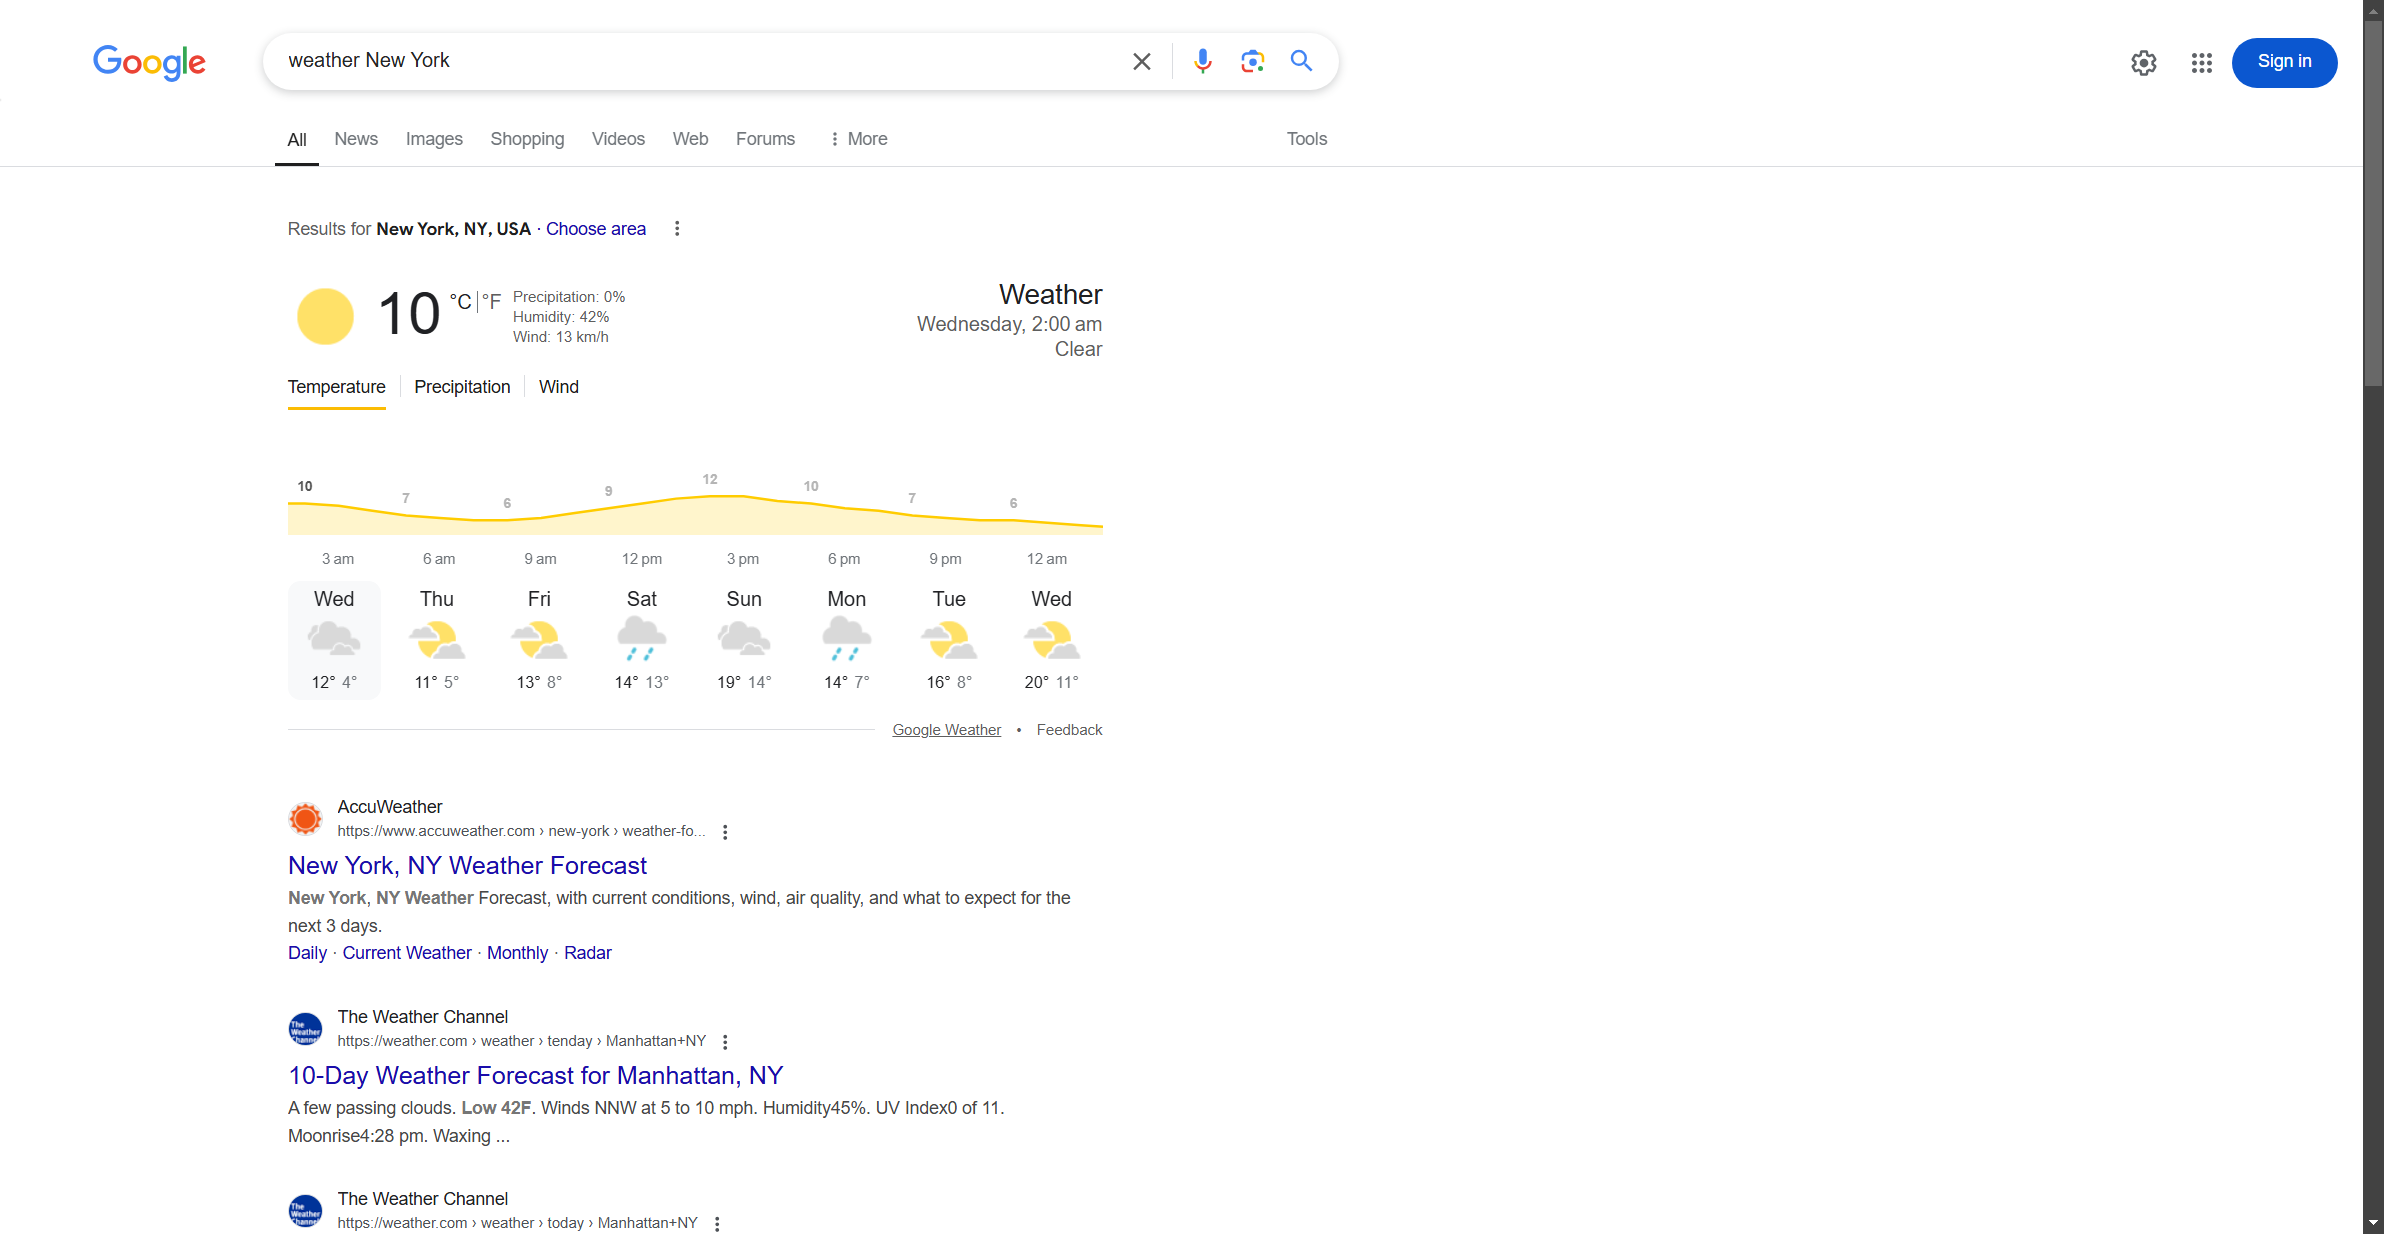 Google
weather New York
Sign in
All News Images Shopping Videos Web Forums More Tools
Results for New York, NY, USA · Choose area
10 °C | °F
Precipitation: 0%
Humidity: 42%
Wind: 13 km/h
Weather
Wednesday, 2:00 am
Clear
Temperature Precipitation Wind
10 7 6 9 12 10 7 6
3 am 6 am 9 am 12 pm 3 pm 6 pm 9 pm 12 am
Wed Thu Fri Sat Sun Mon Tue Wed
12° 4° 11° 5° 13° 8° 14° 13° 19° 14° 14° 7° 16° 8° 20° 11°
Google Weather • Feedback
AccuWeather
https://www.accuweather.com › new-york › weather-fo...
New York, NY Weather Forecast
New York, NY Weather Forecast, with current conditions, wind, air quality, and what to expect for the
next 3 days.
Daily · Current Weather · Monthly · Radar
The Weather Channel
The Weather Channel
https://weather.com › weather › tenday › Manhattan+NY
10-Day Weather Forecast for Manhattan, NY
A few passing clouds. Low 42F. Winds NNW at 5 to 10 mph. Humidity45%. UV Index0 of 11.
Moonrise4:28 pm. Waxing ...
The Weather Channel
The Weather Channel
https://weather.com › weather › today › Manhattan+NY